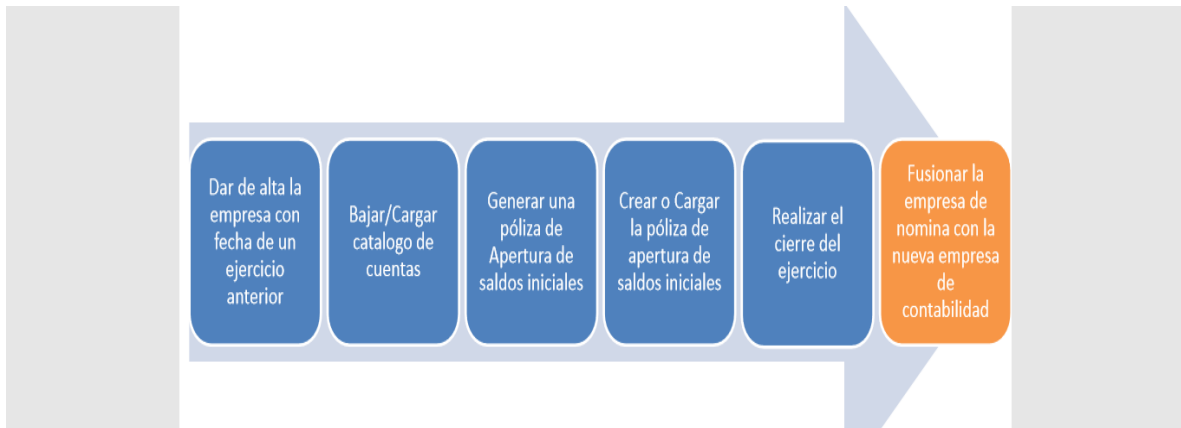 Dar de alta la
empresa con
fecha de un
ejercicio
anterior
Bajar/Cargar
catalogo de
cuentas
Generar una
póliza de
Apertura de
saldos iniciales
Crear o Cargar
la póliza de
apertura de
saldos iniciales
Realizar el
cierre del
ejercicio
Fusionar la
empresa de
nomina con la
nueva empresa
de
contabilidad